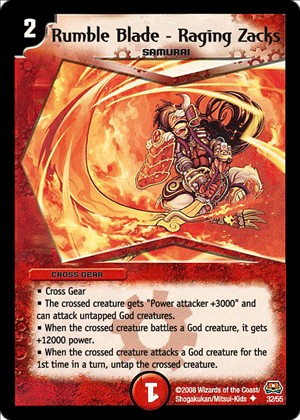 2
Rumble Blade - Raging Zacks
SAMURAI
CROSS GEAR
■ Cross Gear
■ The crossed creature gets "Power attacker +3000" and
can attack untapped God creatures.
■ When the crossed creature battles a God creature, it gets
+12000 power.
■ When the crossed creature attacks a God creature for the
1st time in a turn, untap the crossed creature.
1
©2008 Wizards of the Coast/
Shogakukan/Mitsui-Kids ♦ 32/55